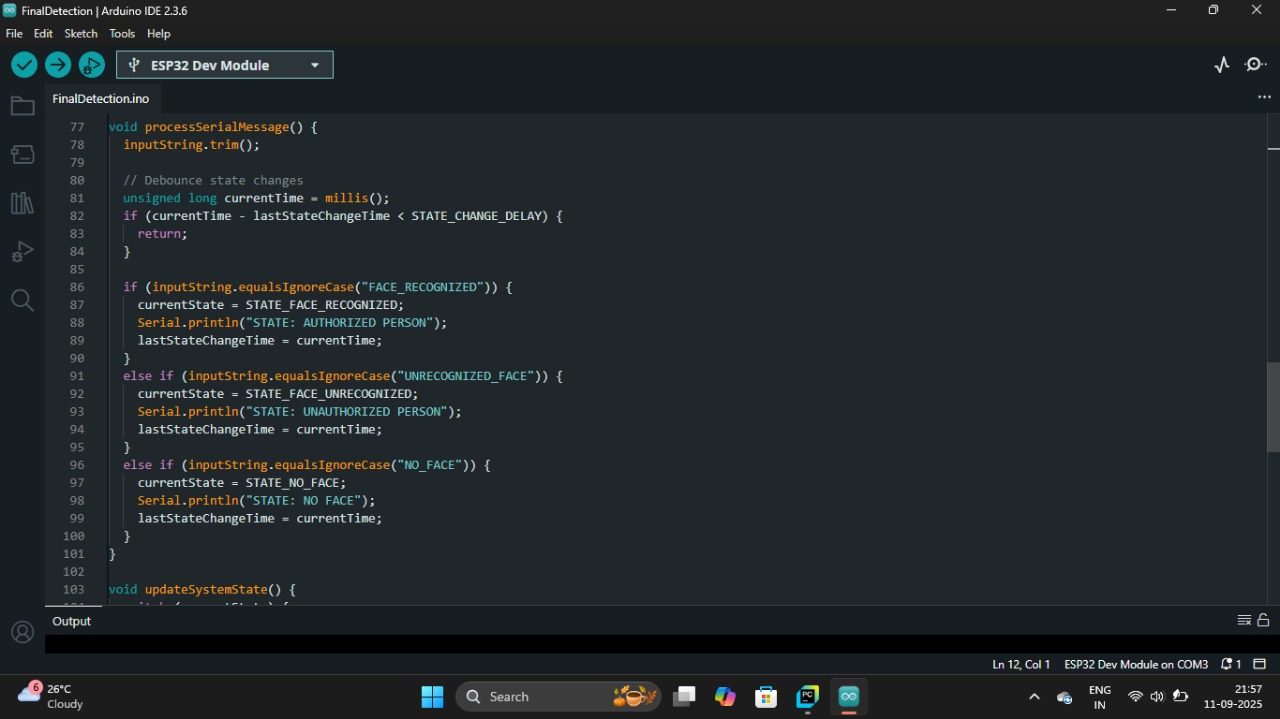 FinalDetection | Arduino IDE 2.3.6
File Edit Sketch Tools Help
ESP32 Dev Module
FinalDetection.ino
77 void processSerialMessage() {
78 inputString.trim();
79
80 // Debounce state changes
81 unsigned long currentTime = millis();
82 if (currentTime - lastStateChangeTime < STATE_CHANGE_DELAY) {
83 return;
84 }
85
86 if (inputString.equalsIgnoreCase("FACE_RECOGNIZED")) {
87 currentState = STATE_FACE_RECOGNIZED;
88 Serial.println("STATE: AUTHORIZED PERSON");
89 lastStateChangeTime = currentTime;
90 }
91 else if (inputString.equalsIgnoreCase("UNRECOGNIZED_FACE")) {
92 currentState = STATE_FACE_UNRECOGNIZED;
93 Serial.println("STATE: UNAUTHORIZED PERSON");
94 lastStateChangeTime = currentTime;
95 }
96 else if (inputString.equalsIgnoreCase("NO_FACE")) {
97 currentState = STATE_NO_FACE;
98 Serial.println("STATE: NO FACE");
99 lastStateChangeTime = currentTime;
100 }
101 }
102
103 void updateSystemState() {
Output
Ln 12, Col 1 ESP32 Dev Module on COM3 1
6 26°C
Cloudy
Search
PC
ENG
IN
21:57
11-09-2025